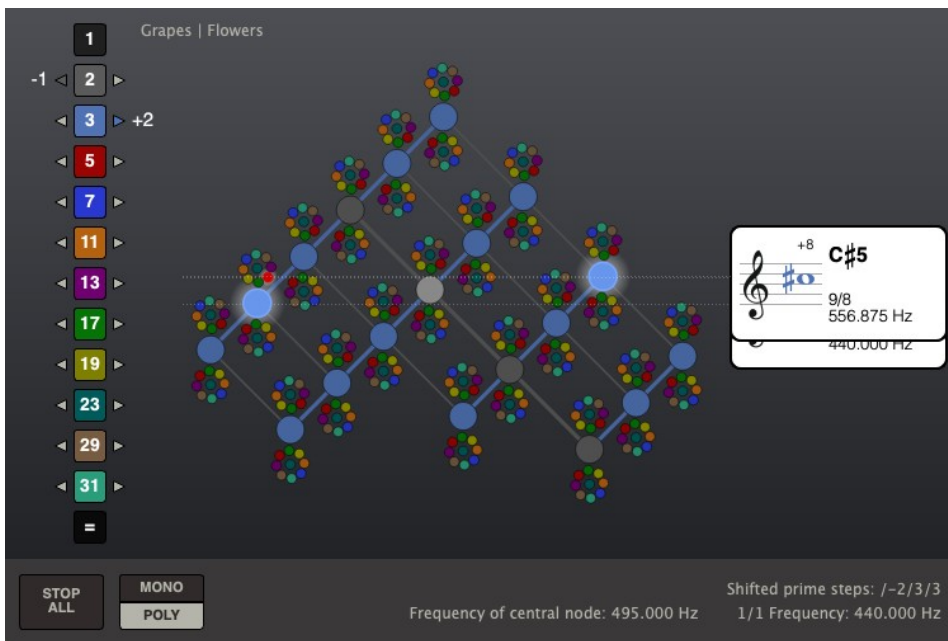 Grapes | Flowers
1
-1 2
3 +2
5
7
11
13
17
19
23
29
31
=
+8 C♯5
9/8
556.875 Hz
440.000 Hz
STOP
ALL
MONO
POLY
Shifted prime steps: /-2/3/3
Frequency of central node: 495.000 Hz 1/1 Frequency: 440.000 Hz